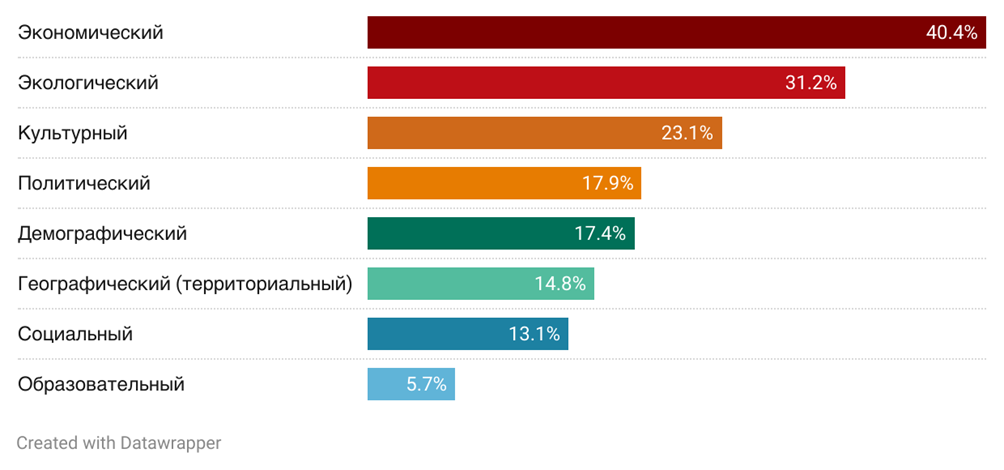 Экономический 40.4%
Экологический 31.2%
Культурный 23.1%
Политический 17.9%
Демографический 17.4%
Географический (территориальный) 14.8%
Социальный 13.1%
Образовательный 5.7%
Created with Datawrapper